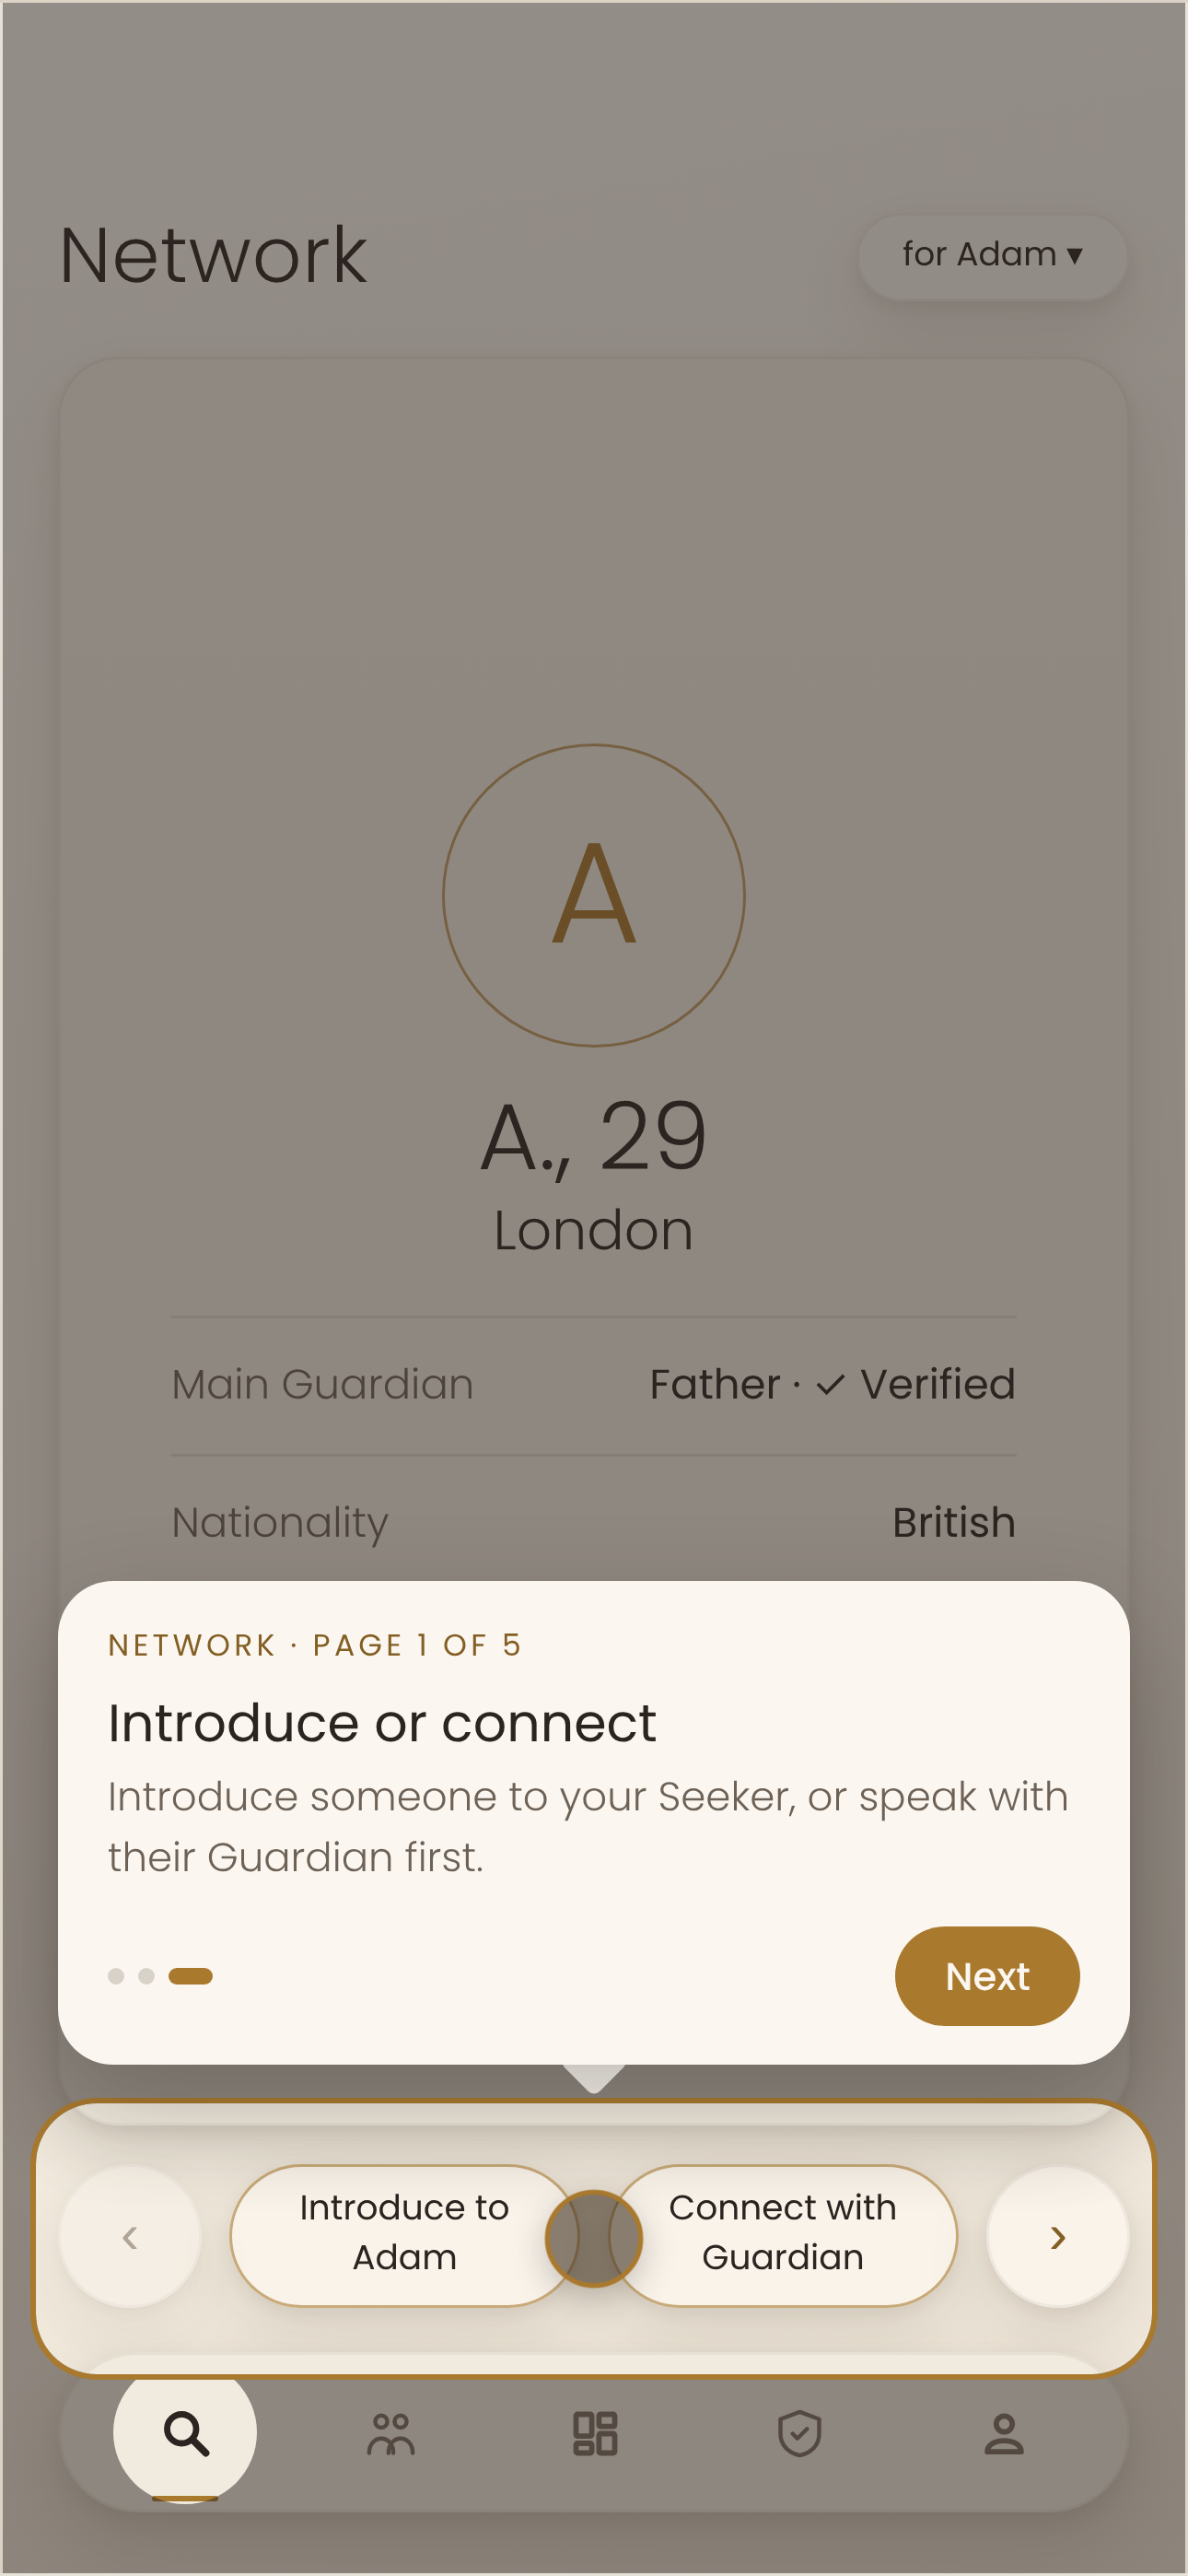 Network
for Adam ▾
A
A., 29
London
Main Guardian
Father · ✓ Verified
Nationality
British
NETWORK · PAGE 1 OF 5
Introduce or connect
Introduce someone to your Seeker, or speak with
their Guardian first.
Next
‹
Introduce to
Adam
Connect with
Guardian
›